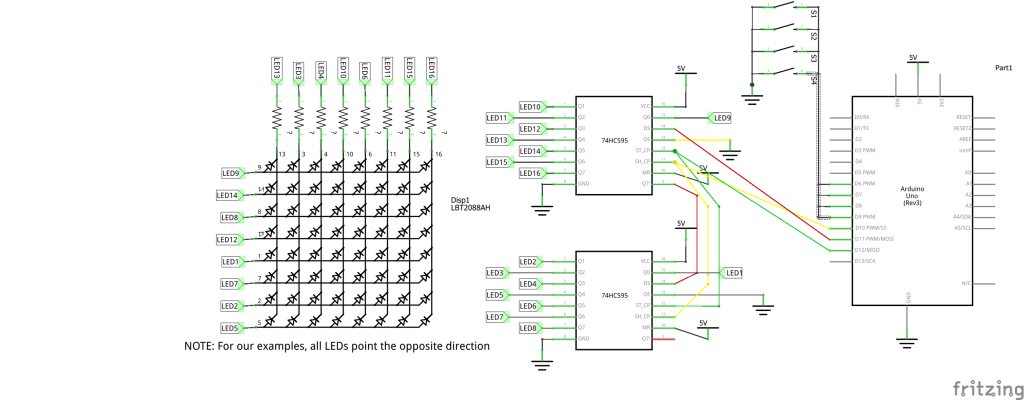 LED13
LED3
LED4
LED10
LED6
LED11
LED15
LED16
13
3
4
10
6
11
15
16
LED9
9
LED14
14
LED8
8
LED12
12
LED1
1
LED7
7
LED2
2
LED5
5
Disp1
LBT2088AH
NOTE: For our examples, all LEDs point the opposite direction
5V
LED10
LED11
LED12
LED13
LED14
LED15
LED16
Q1
Q2
Q3
Q4
Q5
Q6
Q7
GND
74HC595
VCC
Q0
DS
OE
ST_CP
SH_CP
MR
Q7'
LED9
5V
5V
LED2
LED3
LED4
LED5
LED6
LED7
LED8
Q1
Q2
Q3
Q4
Q5
Q6
Q7
GND
74HC595
VCC
Q0
DS
OE
ST_CP
SH_CP
MR
Q7'
LED1
5V
S1
S2
S3
S4
5V
Part1
VIN
5V
3V3
D0/RX
D1/TX
D2
D3 PWM
D4
D5 PWM
D6 PWM
D7
D8
D9 PWM
D10 PWM/SS
D11 PWM/MOSI
D12/MISO
D13/SCK
Arduino
Uno
(Rev3)
RESET
RESET2
AREF
ioref
A0
A1
A2
A3
A4/SDA
A5/SCL
N/C
GND
fritzing